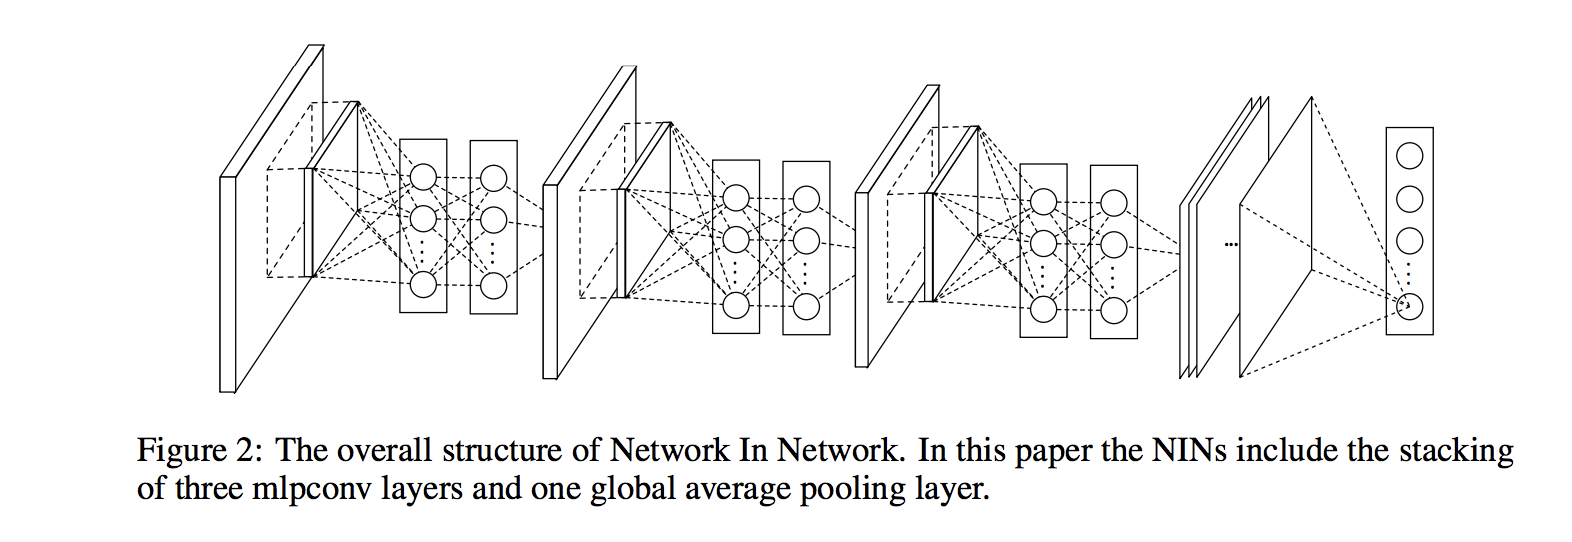 Figure 2: The overall structure of Network In Network. In this paper the NINs include the stacking
of three mlpconv layers and one global average pooling layer.